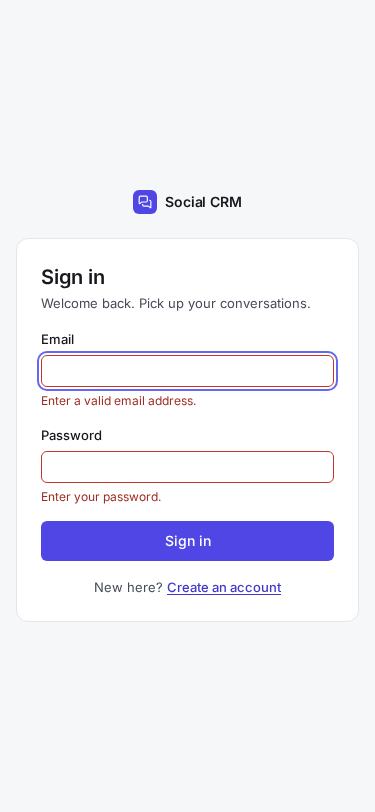 Social CRM
Sign in
Welcome back. Pick up your conversations.
Email
Enter a valid email address.
Password
Enter your password.
Sign in
New here? Create an account